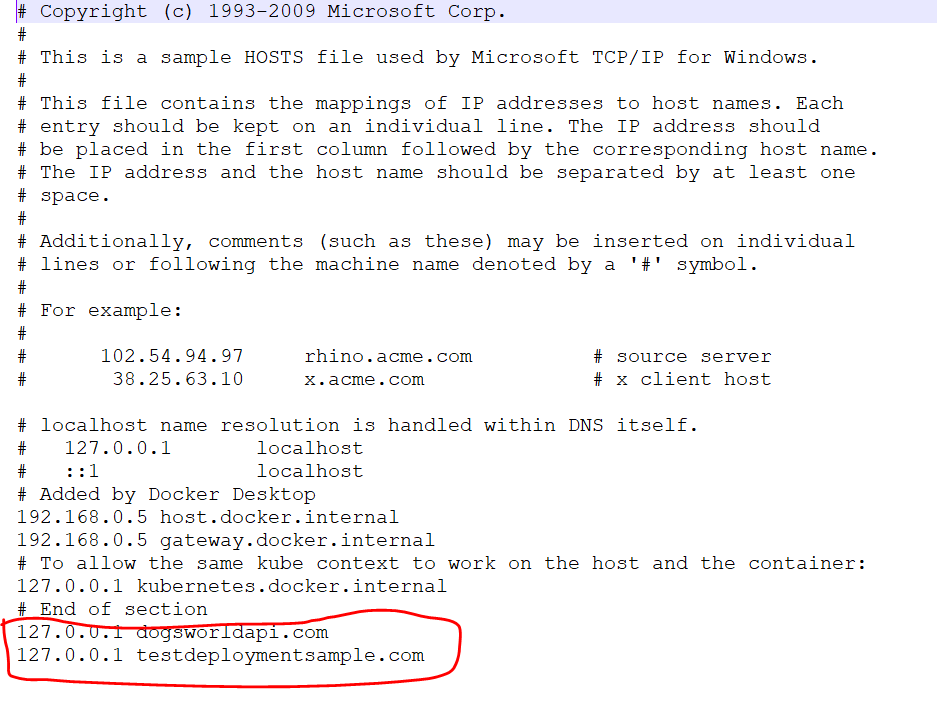 # Copyright (c) 1993-2009 Microsoft Corp.
#
# This is a sample HOSTS file used by Microsoft TCP/IP for Windows.
#
# This file contains the mappings of IP addresses to host names. Each
# entry should be kept on an individual line. The IP address should
# be placed in the first column followed by the corresponding host name.
# The IP address and the host name should be separated by at least one
# space.
#
# Additionally, comments (such as these) may be inserted on individual
# lines or following the machine name denoted by a '#' symbol.
#
# For example:
#
#      102.54.94.97     rhino.acme.com          # source server
#       38.25.63.10     x.acme.com              # x client host

# localhost name resolution is handled within DNS itself.
#   127.0.0.1       localhost
#   ::1             localhost
# Added by Docker Desktop
192.168.0.5 host.docker.internal
192.168.0.5 gateway.docker.internal
# To allow the same kube context to work on the host and the container:
127.0.0.1 kubernetes.docker.internal
# End of section
127.0.0.1 dogsworldapi.com
127.0.0.1 testdeploymentsample.com